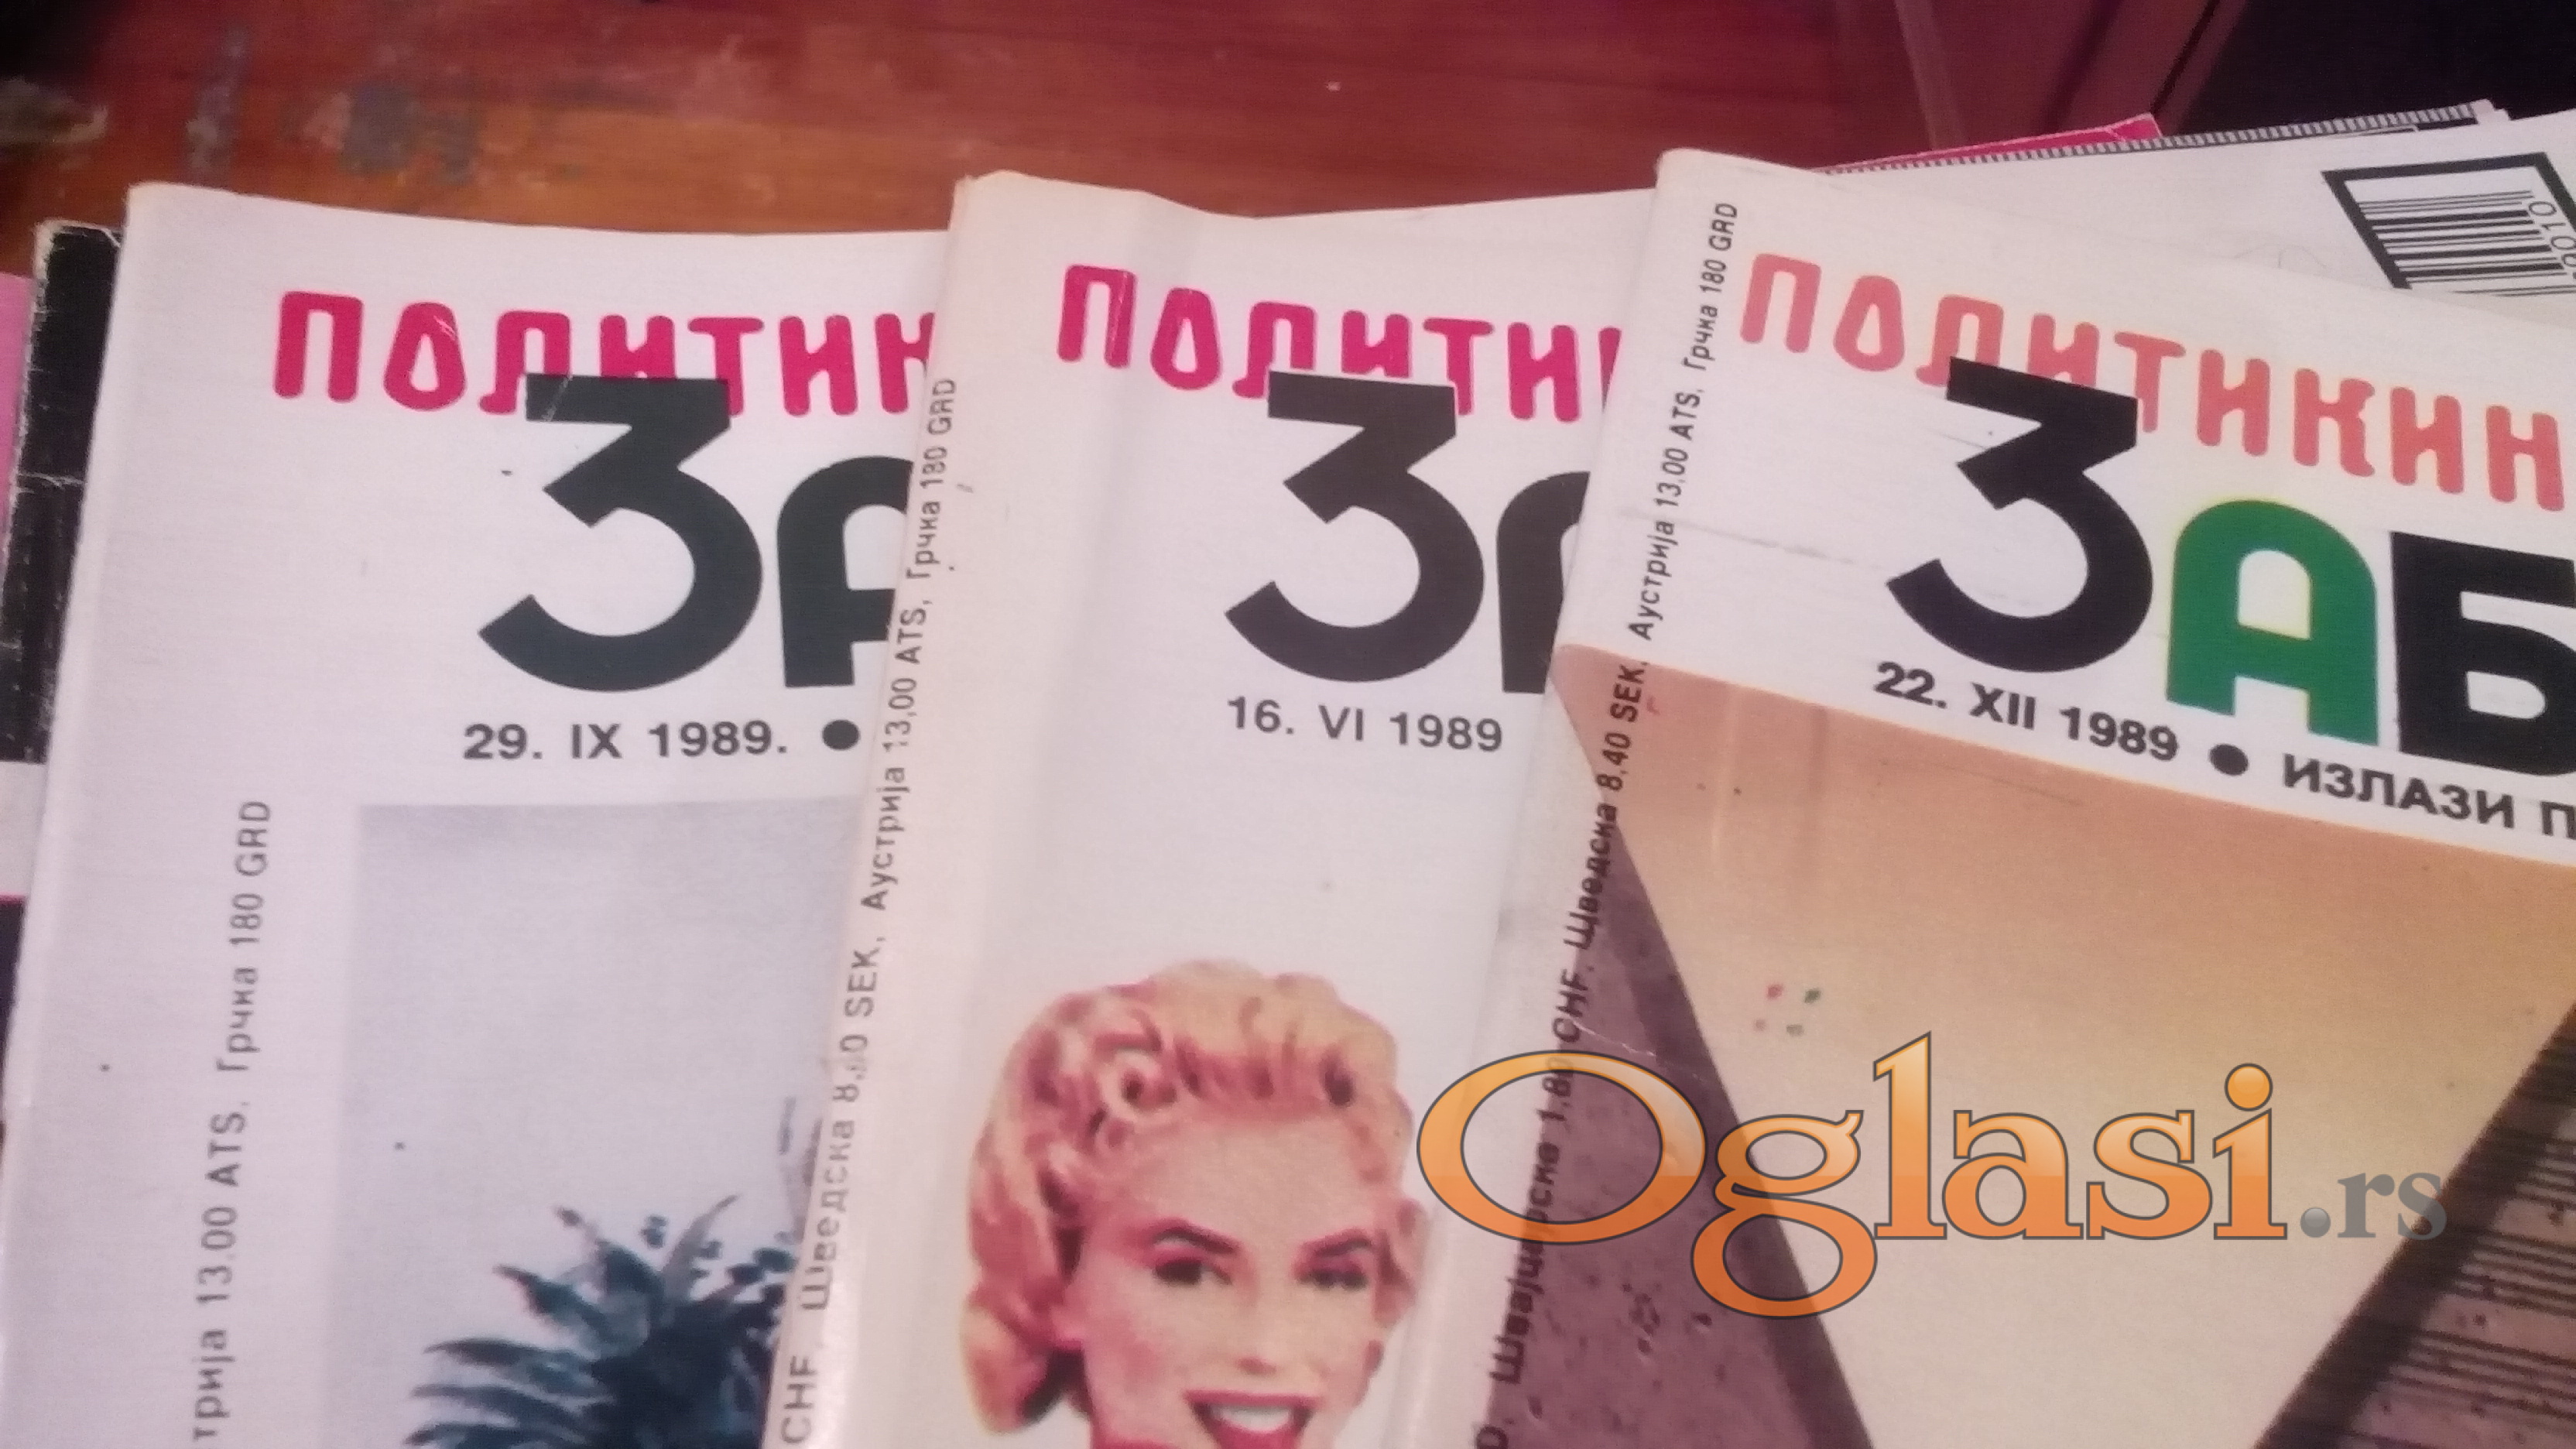 ПОЛИТИК
ЗА
29. IX 1989. •
трија 13.00 ATS, Грчка 180 GRD
ПОЛИТИ
ЗА
16. VI 1989
CHF, Шведска 8,40 SEK, Аустрија 13,00 ATS, Грчка 180 GRD
ПОЛИТИКИН
ЗАБ
22. XII 1989 • ИЗЛАЗИ П
D, Швајцарска 1,80 CHF, Шведска 8,40 SEK, Аустрија 13,00 ATS, Грчка 180 GRD
Oglasi.rs